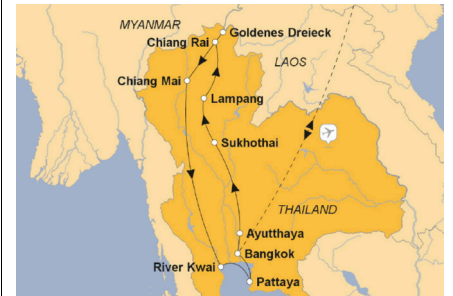 MYANMAR
Goldenes Dreieck
Chiang Rai
LAOS
Chiang Mai
Lampang
Sukhothai
THAILAND
Ayutthaya
Bangkok
River Kwai
Pattaya